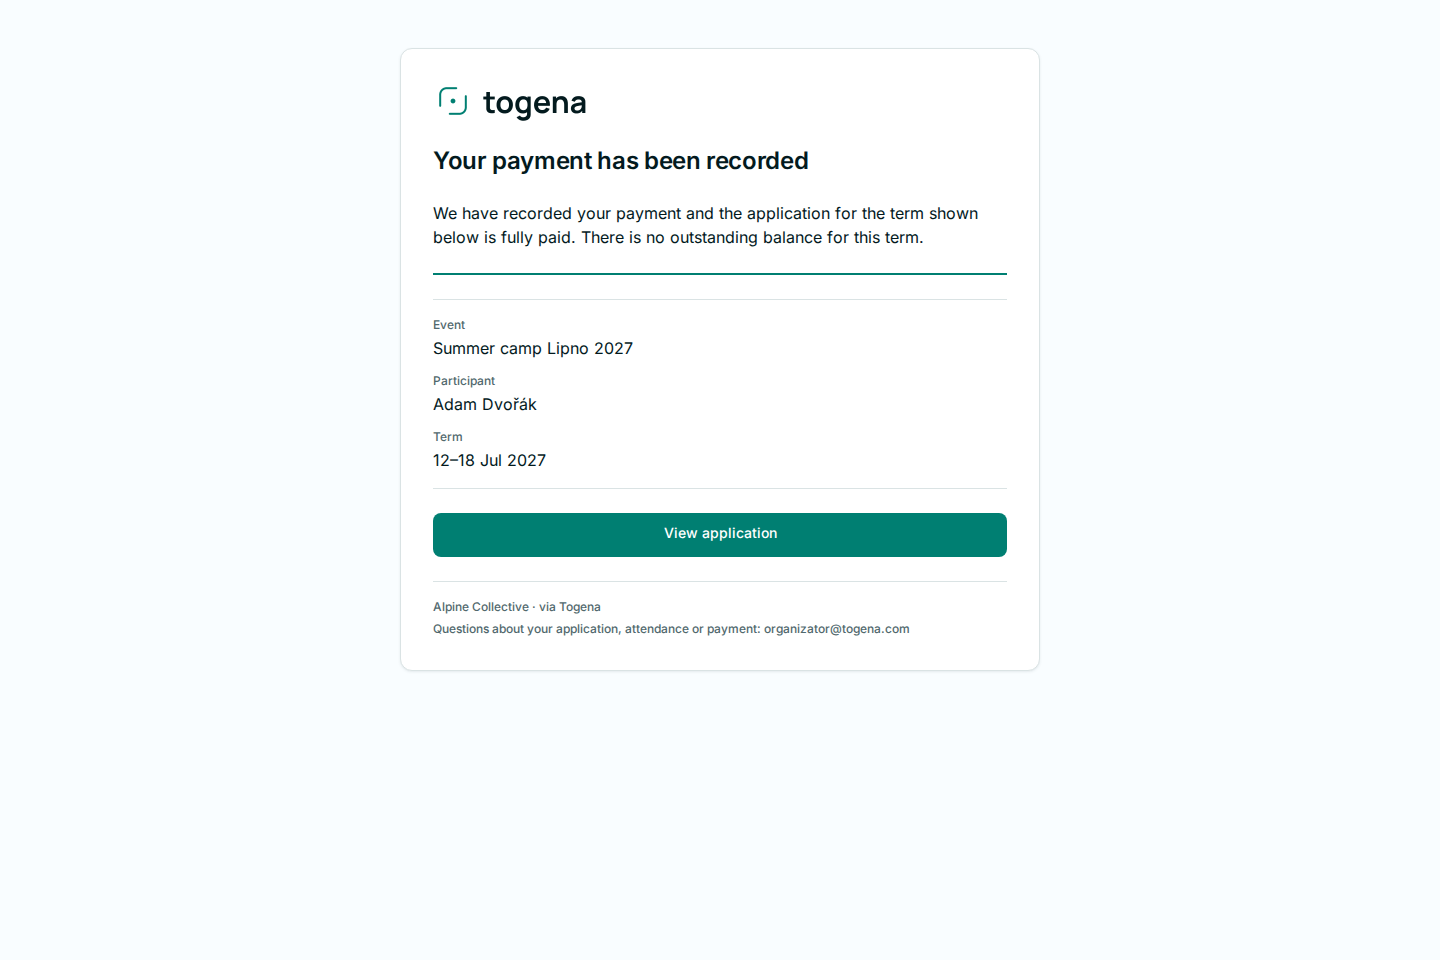 togena
Your payment has been recorded
We have recorded your payment and the application for the term shown
below is fully paid. There is no outstanding balance for this term.
Event
Summer camp Lipno 2027
Participant
Adam Dvořák
Term
12–18 Jul 2027
View application
Alpine Collective · via Togena
Questions about your application, attendance or payment: organizator@togena.com